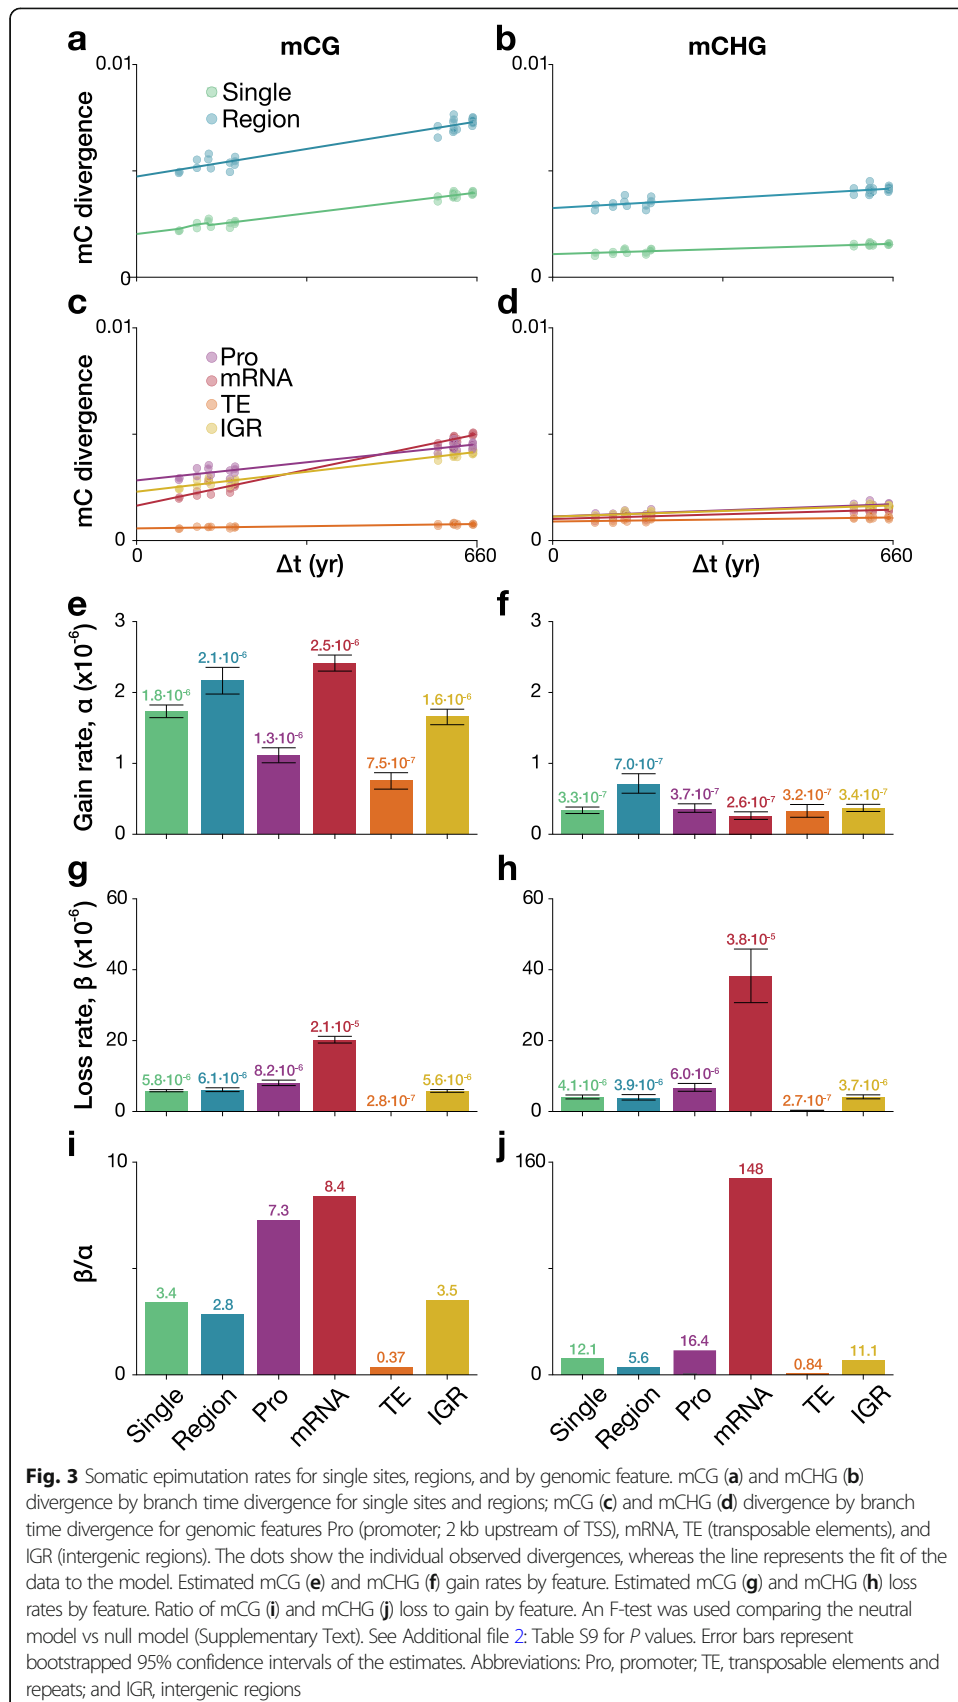 a mCG
b mCHG
0.01
0.01
Single
Region
mC divergence
0
0
c
d
0.01
Pro
mRNA
TE
IGR
mC divergence
0
0
0
Δt (yr)
660
0
Δt (yr)
660
e
f
3
3
2.1·10⁻⁶
2.5·10⁻⁶
1.8·10⁻⁶
1.6·10⁻⁶
2
2
1.3·10⁻⁶
7.5·10⁻⁷
7.0·10⁻⁷
1
1
3.3·10⁻⁷
3.7·10⁻⁷
2.6·10⁻⁷
3.2·10⁻⁷
3.4·10⁻⁷
Gain rate, α (x10⁻⁶)
0
0
g
h
60
60
3.8·10⁻⁵
40
40
2.1·10⁻⁵
20
20
5.8·10⁻⁶
6.1·10⁻⁶
8.2·10⁻⁶
2.8·10⁻⁷
5.6·10⁻⁶
4.1·10⁻⁶
3.9·10⁻⁶
6.0·10⁻⁶
2.7·10⁻⁷
3.7·10⁻⁶
Loss rate, β (x10⁻⁶)
0
0
i
j
10
160
3.4
2.8
7.3
8.4
0.37
3.5
12.1
5.6
16.4
148
0.84
11.1
β/α
0
0
Single
Region
Pro
mRNA
TE
IGR
Single
Region
Pro
mRNA
TE
IGR
Fig. 3 Somatic epimutation rates for single sites, regions, and by genomic feature. mCG (a) and mCHG (b)
divergence by branch time divergence for single sites and regions; mCG (c) and mCHG (d) divergence by branch
time divergence for genomic features Pro (promoter; 2 kb upstream of TSS), mRNA, TE (transposable elements), and
IGR (intergenic regions). The dots show the individual observed divergences, whereas the line represents the fit of the
data to the model. Estimated mCG (e) and mCHG (f) gain rates by feature. Estimated mCG (g) and mCHG (h) loss
rates by feature. Ratio of mCG (i) and mCHG (j) loss to gain by feature. An F-test was used comparing the neutral
model vs null model (Supplementary Text). See Additional file 2: Table S9 for P values. Error bars represent
bootstrapped 95% confidence intervals of the estimates. Abbreviations: Pro, promoter; TE, transposable elements and
repeats; and IGR, intergenic regions